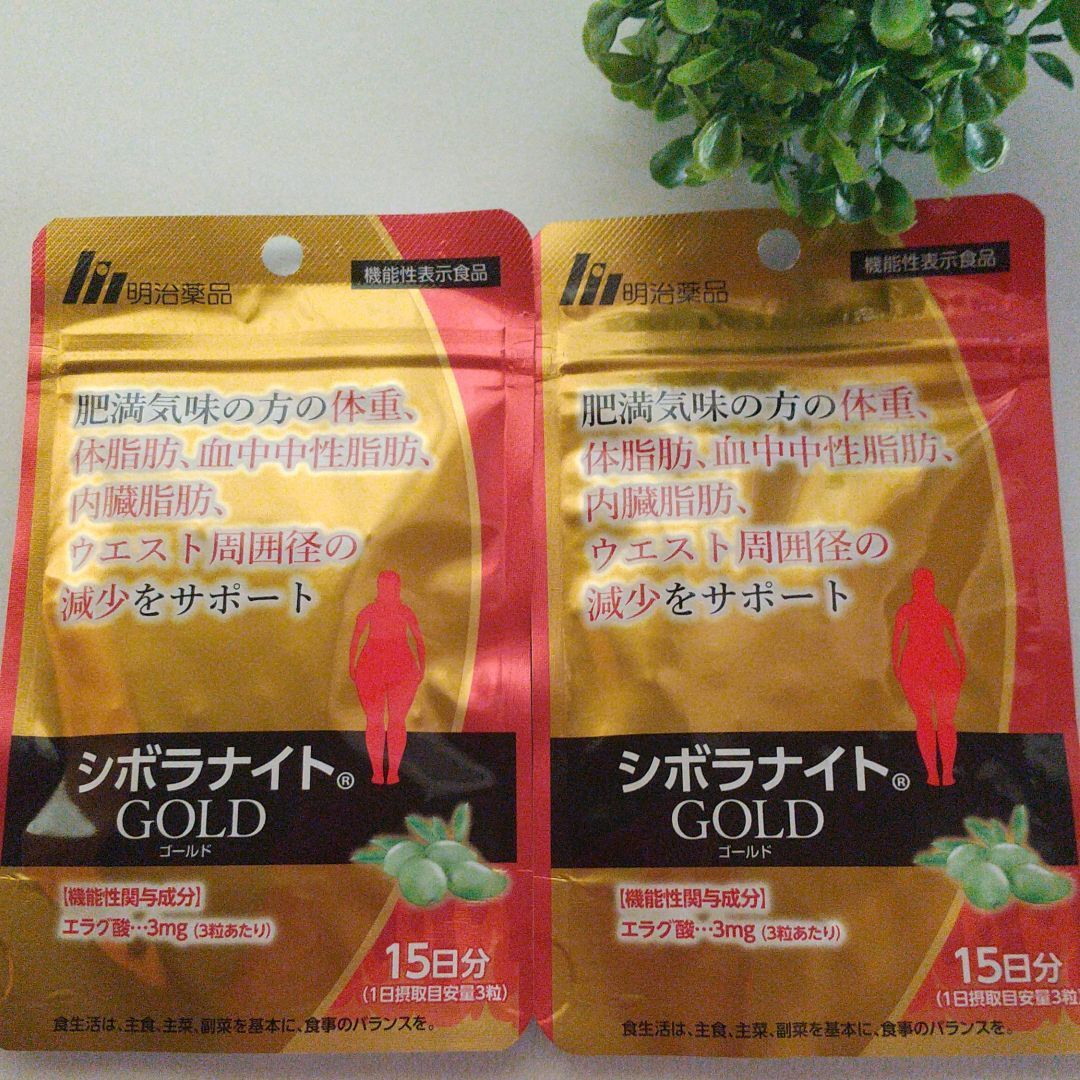 明治薬品
機能性表示食品
肥満気味の方の体重、
体脂肪、血中中性脂肪、
内臓脂肪、
ウエスト周囲径の
減少をサポート
シボラナイト®
GOLD
ゴールド
【機能性関与成分】
エラグ酸…3mg (3粒あたり)
15日分
(1日摂取目安量3粒)
食生活は、主食、主菜、副菜を基本に、食事のバランスを。
明治薬品
機能性表示食品
肥満気味の方の体重、
体脂肪、血中中性脂肪、
内臓脂肪、
ウエスト周囲径の
減少をサポート
シボラナイト®
GOLD
ゴールド
【機能性関与成分】
エラグ酸…3mg (3粒あたり)
15日分
(1日摂取目安量3粒
食生活は、主食、主菜、副菜を基本に、食事のバランスを。